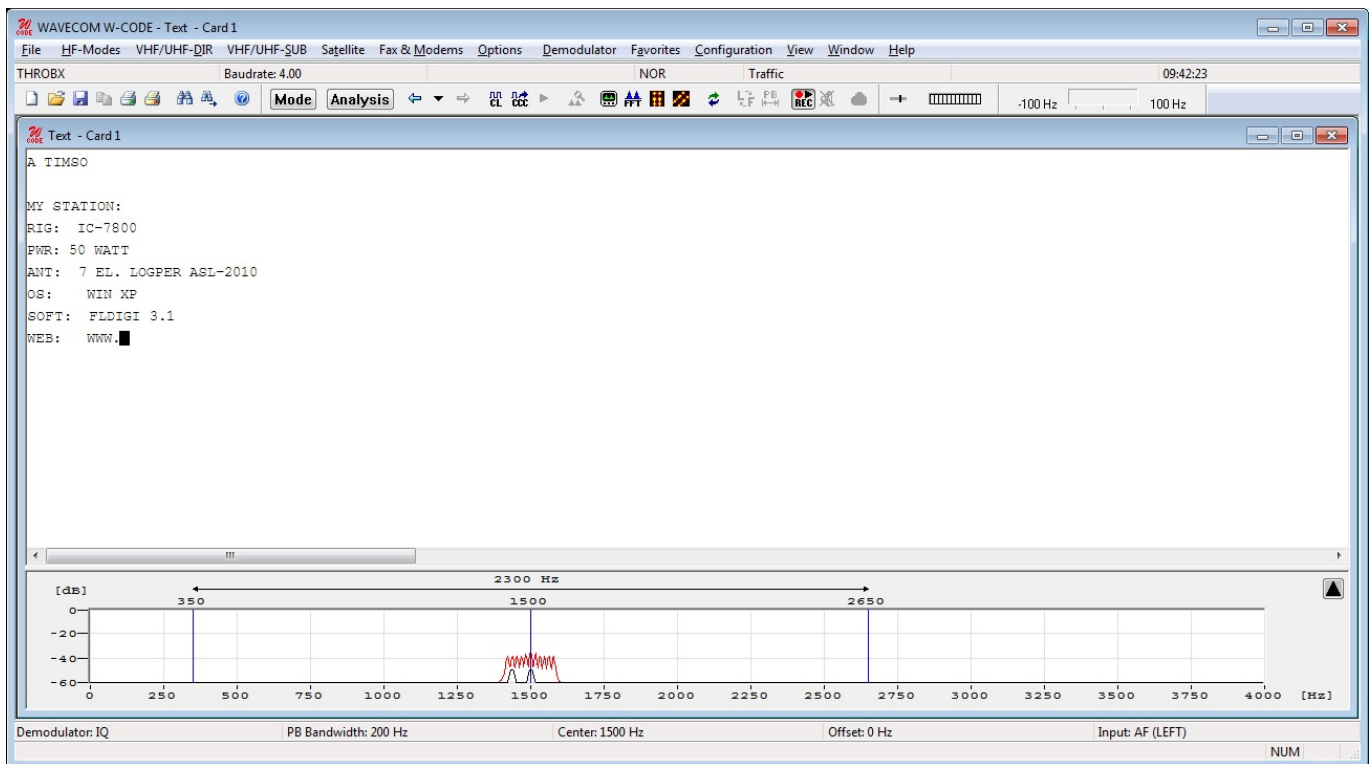 WAVECOM W-CODE - Text - Card 1
File HF-Modes VHF/UHF-DIR VHF/UHF-SUB Satellite Fax & Modems Options Demodulator Favorites Configuration View Window Help
THROBX Baudrate: 4.00 NOR Traffic 09:42:23
Mode Analysis CL CCC FFT L:F PB REC -100 Hz 100 Hz
Text - Card 1
A TIMSO
MY STATION:
RIG: IC-7800
PWR: 50 WATT
ANT: 7 EL. LOGPER ASL-2010
OS: WIN XP
SOFT: FLDIGI 3.1
WEB: WWW.
2300 Hz
[dB] 350 1500 2650
0
-20
-40
-60
0 250 500 750 1000 1250 1500 1750 2000 2250 2500 2750 3000 3250 3500 3750 4000 [Hz]
Demodulator: IQ PB Bandwidth: 200 Hz Center: 1500 Hz Offset: 0 Hz Input: AF (LEFT)
NUM